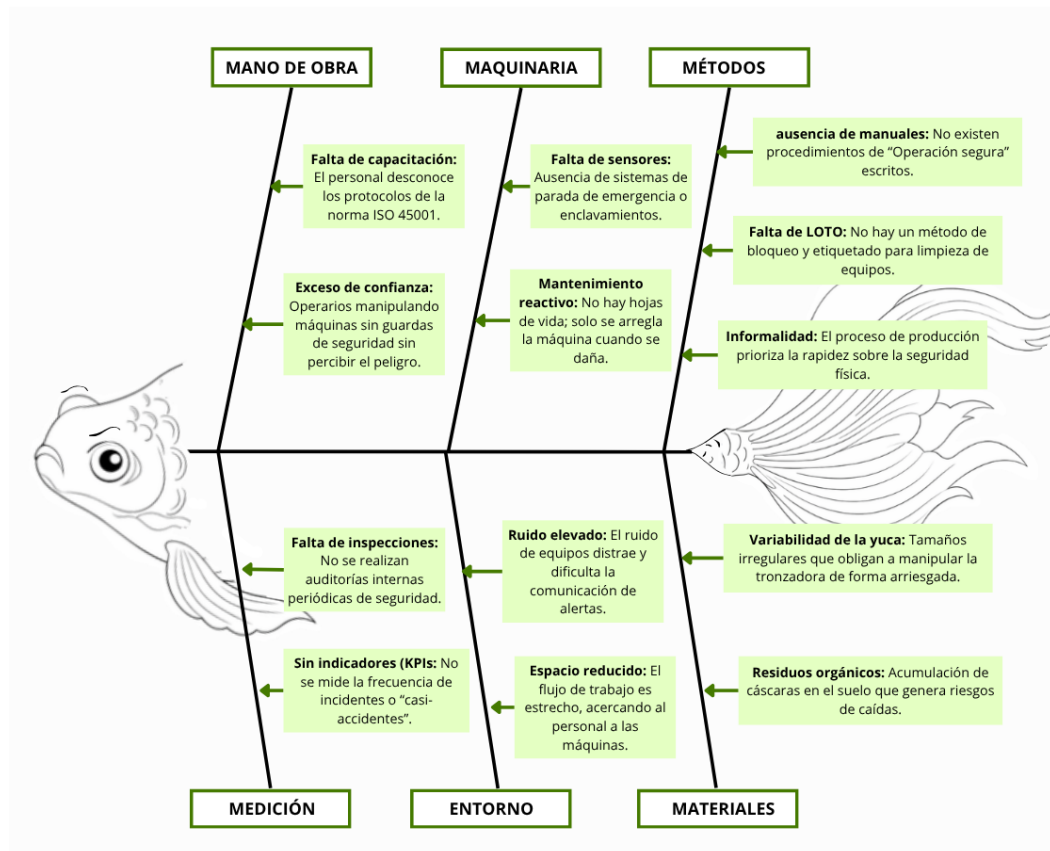 MANO DE OBRA
MAQUINARIA
MÉTODOS
Falta de capacitación:
El personal desconoce
los protocolos de la
norma ISO 45001.
Exceso de confianza:
Operarios manipulando
máquinas sin guardas
de seguridad sin
percibir el peligro.
Falta de sensores:
Ausencia de sistemas de
parada de emergencia o
enclavamientos.
Mantenimiento
reactivo: No hay hojas
de vida; solo se arregla
la máquina cuando se
daña.
ausencia de manuales: No existen
procedimientos de “Operación segura”
escritos.
Falta de LOTO: No hay un método de
bloqueo y etiquetado para limpieza de
equipos.
Informalidad: El proceso de producción
prioriza la rapidez sobre la seguridad
física.
Falta de inspecciones:
No se realizan
auditorías internas
periódicas de seguridad.
Sin indicadores (KPIs: No
se mide la frecuencia de
incidentes o “casi-
accidentes”.
Ruido elevado: El ruido
de equipos distrae y
dificulta la
comunicación de
alertas.
Espacio reducido: El
flujo de trabajo es
estrecho, acercando al
personal a las
máquinas.
Variabilidad de la yuca: Tamaños
irregulares que obligan a manipular la
tronzadora de forma arriesgada.
Residuos orgánicos: Acumulación de
cáscaras en el suelo que genera riesgos
de caídas.
MEDICIÓN
ENTORNO
MATERIALES